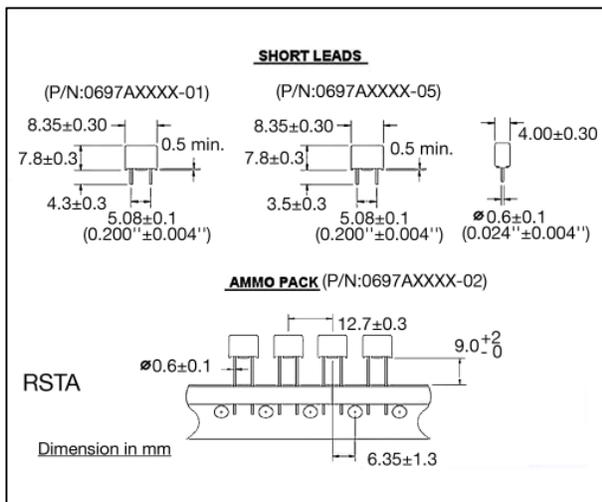 SHORT LEADS
(P/N:0697AXXXX-01)
(P/N:0697AXXXX-05)
8.35±0.30
8.35±0.30
4.00±0.30
7.8±0.3
0.5 min.
7.8±0.3
0.5 min.
4.3±0.3
3.5±0.3
5.08±0.1
(0.200''±0.004'')
5.08±0.1
(0.200''±0.004'')
ø0.6±0.1
(0.024''±0.004'')
AMMO PACK (P/N:0697AXXXX-02)
12.7±0.3
9.0+2-0
ø0.6±0.1
RSTA
Dimension in mm
6.35±1.3